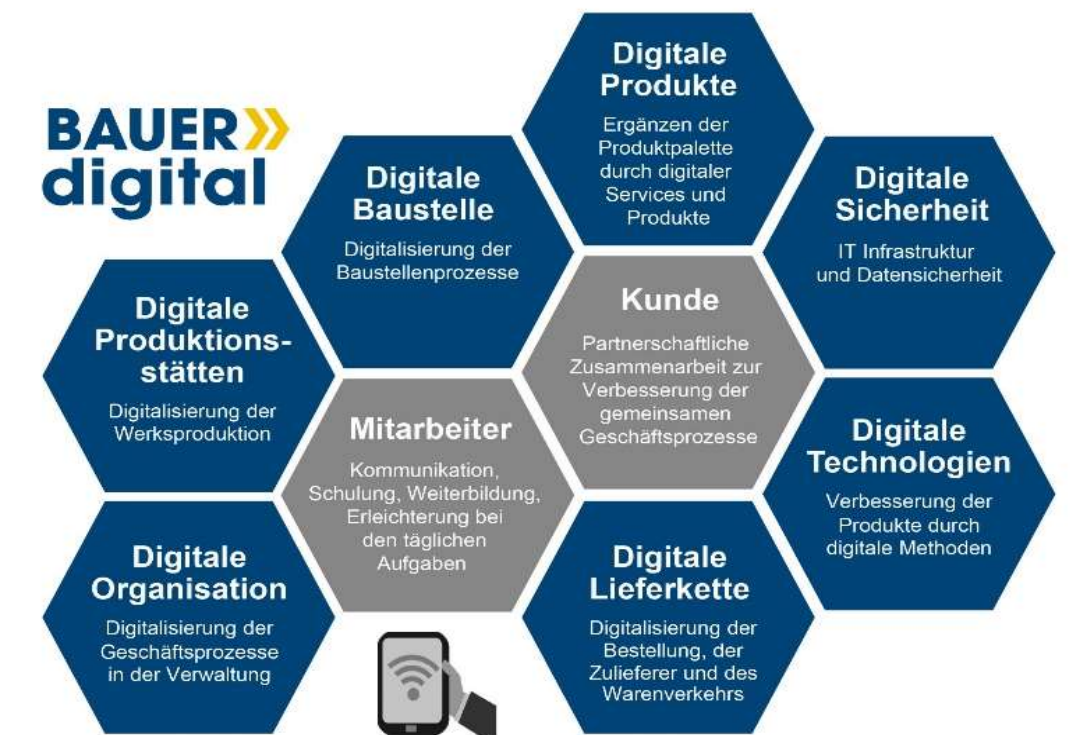 BAUER
digital
Digitale
Produkte
Ergänzen der
Produktpalette
durch digitaler
Services und
Produkte
Digitale
Baustelle
Digitalisierung der
Baustellenprozesse
Digitale
Sicherheit
IT Infrastruktur
und Datensicherheit
Digitale
Produktions-
stätten
Digitalisierung der
Werksproduktion
Kunde
Partnerschaftliche
Zusammenarbeit zur
Verbesserung der
gemeinsamen
Geschäftsprozesse
Mitarbeiter
Kommunikation,
Schulung, Weiterbildung,
Erleichterung bei
den täglichen
Aufgaben
Digitale
Technologien
Verbesserung der
Produkte durch
digitale Methoden
Digitale
Organisation
Digitalisierung der
Geschäftsprozesse
in der Verwaltung
Digitale
Lieferkette
Digitalisierung der
Bestellung, der
Zulieferer und des
Warenverkehrs